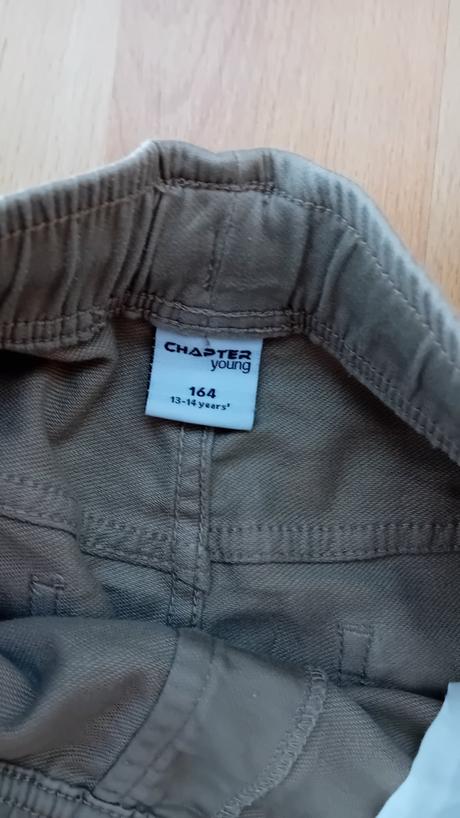 CHAPTER
young
164
13-14 years'